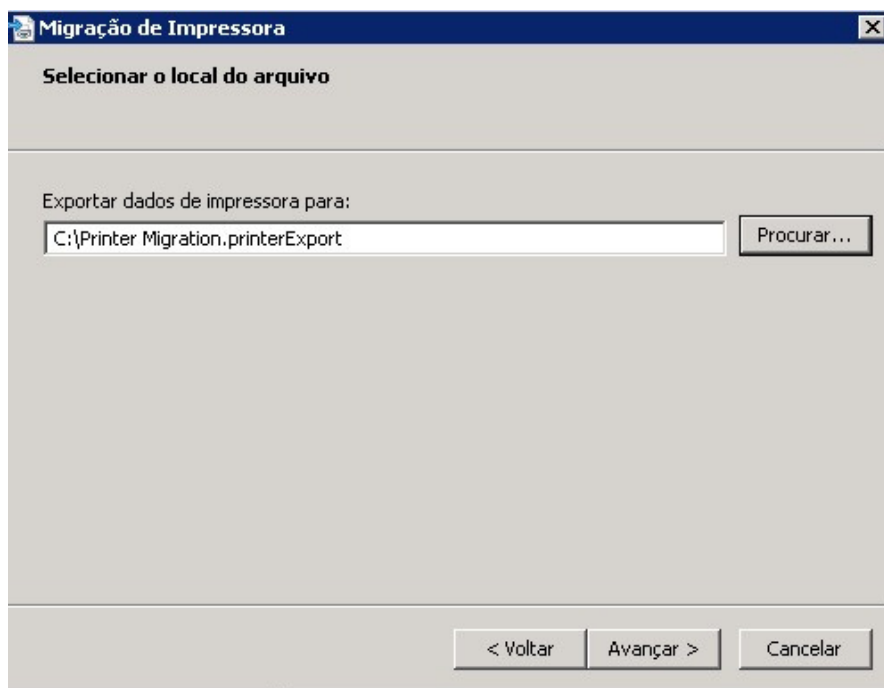 Migração de Impressora
Selecionar o local do arquivo
Exportar dados de impressora para:
C:\Printer Migration.printerExport
Procurar...
< Voltar
Avançar >
Cancelar